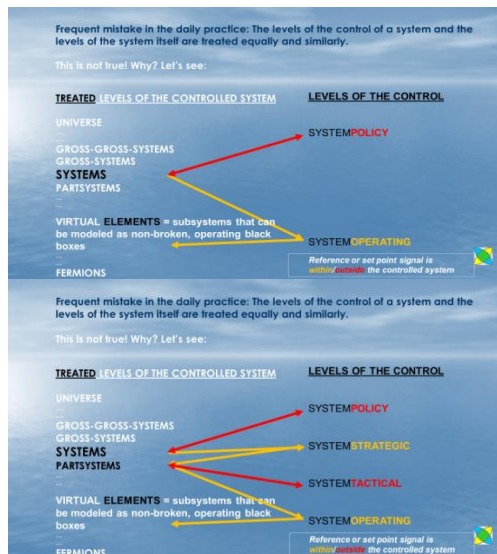 Frequent mistake in the daily practice: The levels of the control of a system and the
levels of the system itself are treated equally and similarly.
This is not true! Why? Let's see:
TREATED LEVELS OF THE CONTROLLED SYSTEM
LEVELS OF THE CONTROL
UNIVERSE
...
GROSS-GROSS-SYSTEMS
GROSS-SYSTEMS
SYSTEMS
PARTSYSTEMS
...
...
VIRTUAL ELEMENTS = subsystems that can
be modeled as non-broken, operating black
boxes
...
FERMIONS
SYSTEMPOLICY
SYSTEMOPERATING
Reference or set point signal is
within/outside the controlled system
Frequent mistake in the daily practice: The levels of the control of a system and the
levels of the system itself are treated equally and similarly.
This is not true! Why? Let's see:
TREATED LEVELS OF THE CONTROLLED SYSTEM
LEVELS OF THE CONTROL
UNIVERSE
...
GROSS-GROSS-SYSTEMS
GROSS-SYSTEMS
SYSTEMS
PARTSYSTEMS
...
...
VIRTUAL ELEMENTS = subsystems that can
be modeled as non-broken, operating black
boxes
...
FERMIONS
SYSTEMPOLICY
SYSTEMSTRATEGIC
SYSTEMTACTICAL
SYSTEMOPERATING
Reference or set point signal is
within/outside the controlled system